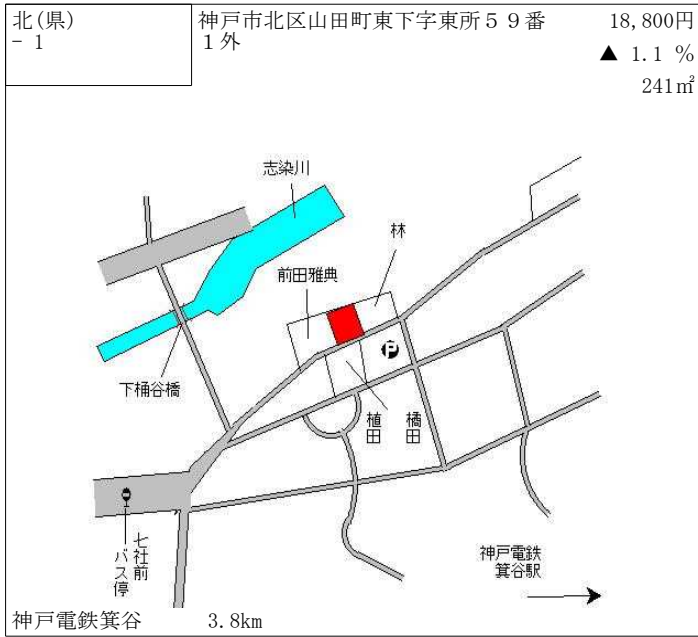 北(県)
- 1
神戸市北区山田町東下字東所５９番
１外
18,800円
▲ 1.1 %
241㎡
志染川
林
前田雅典
下桶谷橋
P
植田
橘田
七社前
バス停
神戸電鉄
箕谷駅
神戸電鉄箕谷 3.8km